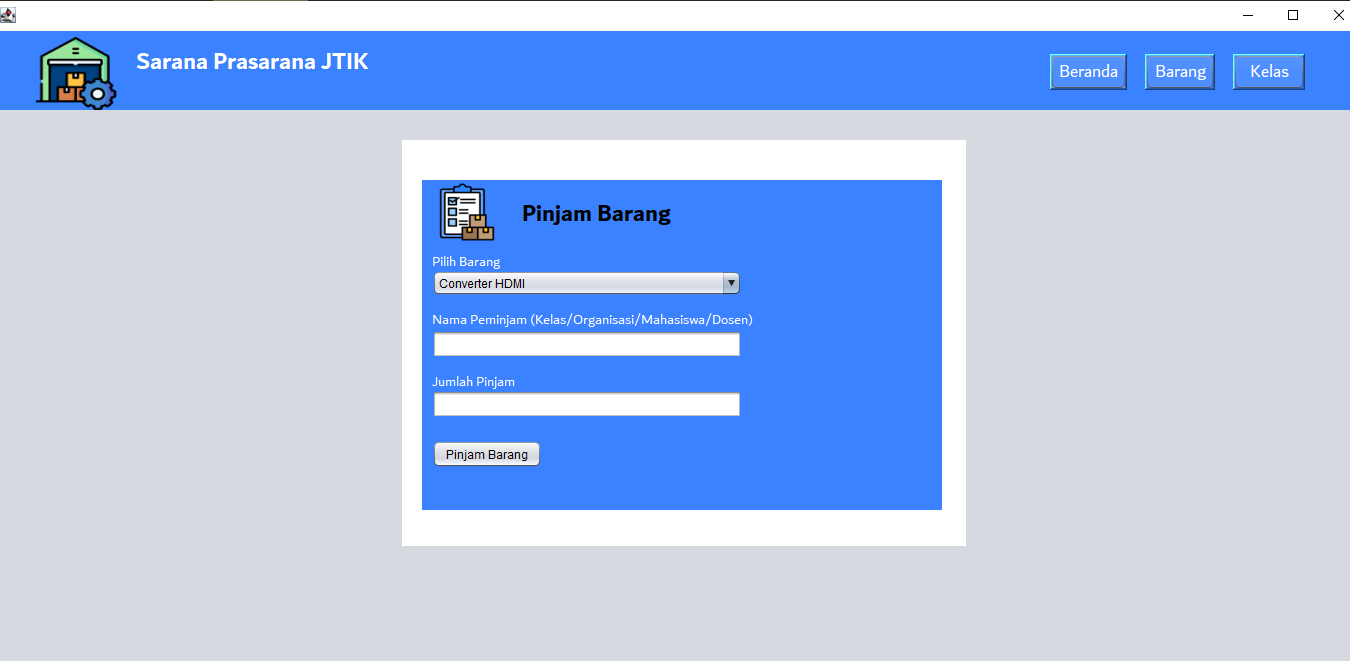 Sarana Prasarana JTIK
Beranda
Barang
Kelas
Pinjam Barang
Pilih Barang
Converter HDMI
Nama Peminjam (Kelas/Organisasi/Mahasiswa/Dosen)
Jumlah Pinjam
Pinjam Barang